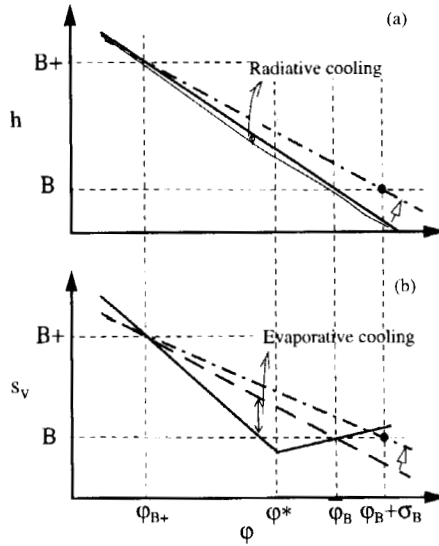 (a)
B+
Radiative cooling
h
B
(b)
B+
Evaporative cooling
s_v
B
φ_B+ φ* φ_B φ_B+σ_B
φ